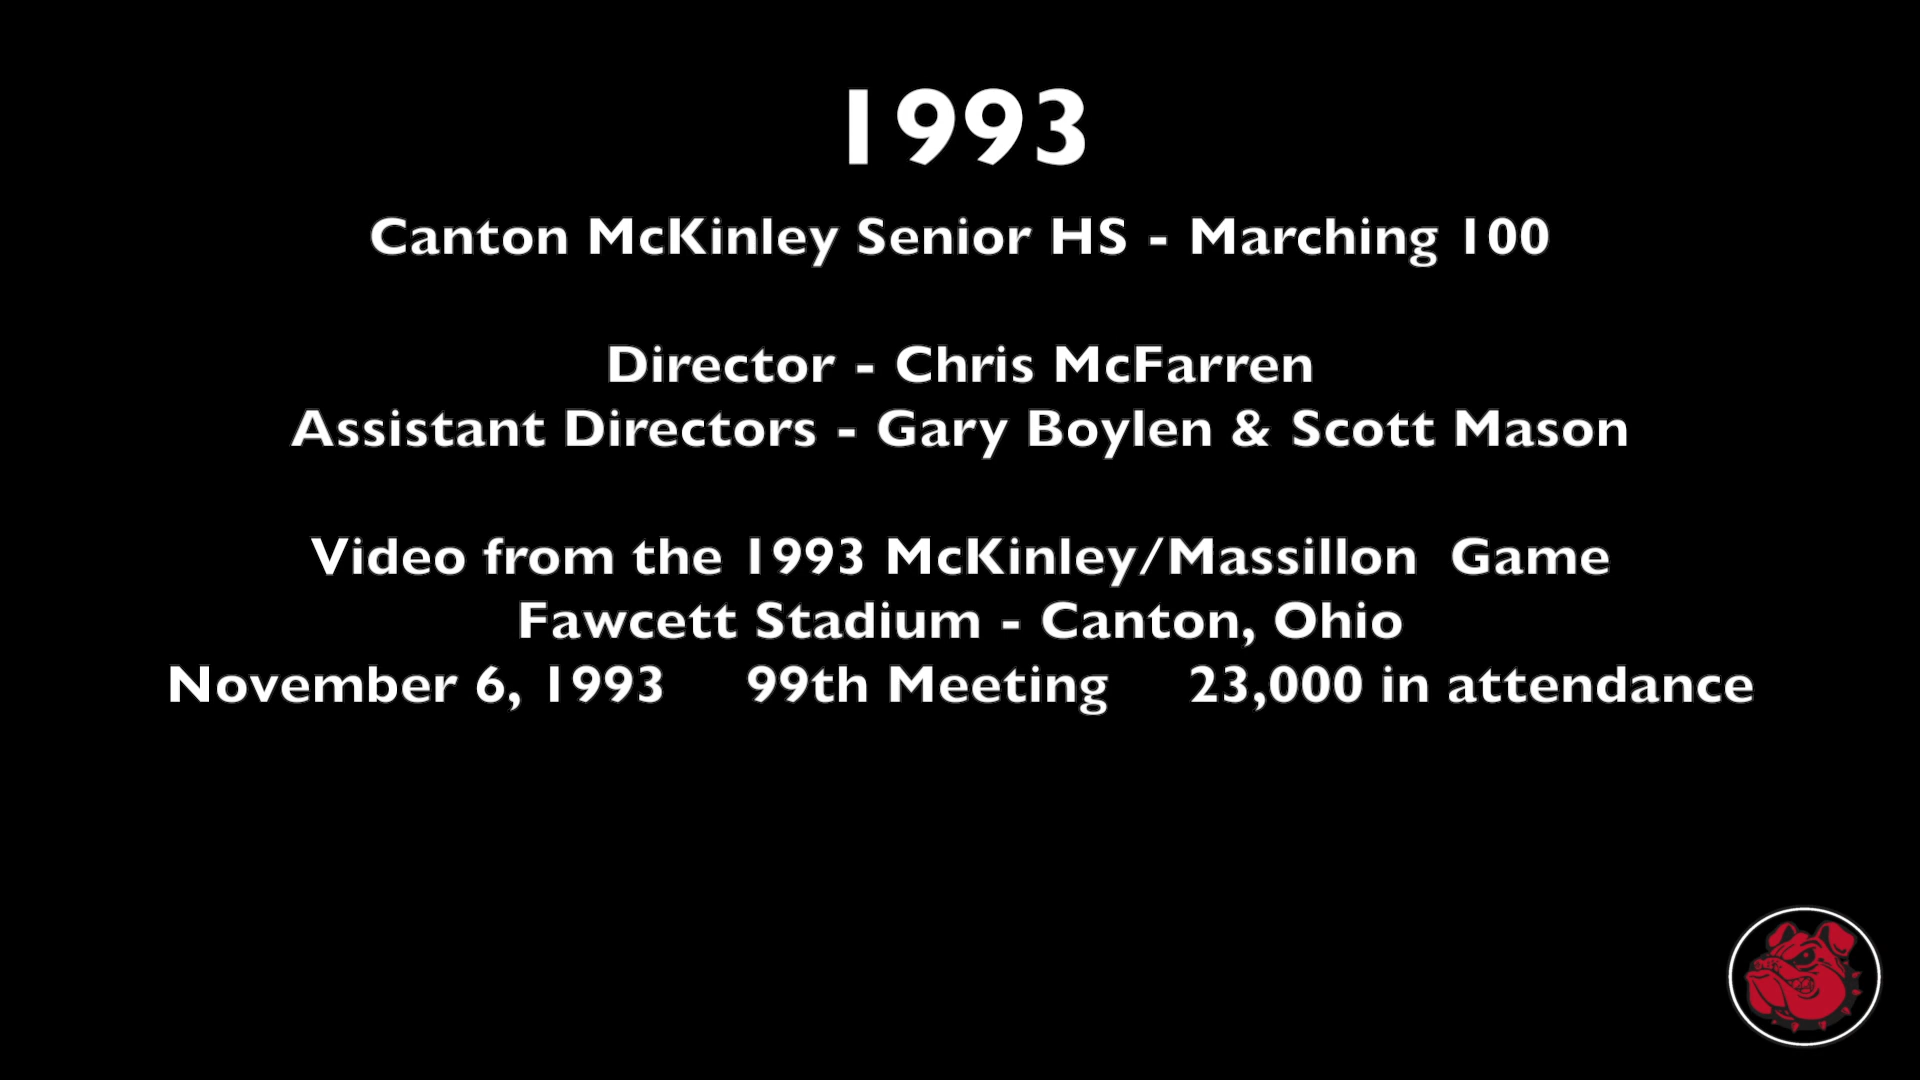 1993
Canton McKinley Senior HS - Marching 100
Director - Chris McFarren
Assistant Directors - Gary Boylen & Scott Mason
Video from the 1993 McKinley/Massillon  Game
Fawcett Stadium - Canton, Ohio
November 6, 1993     99th Meeting     23,000 in attendance